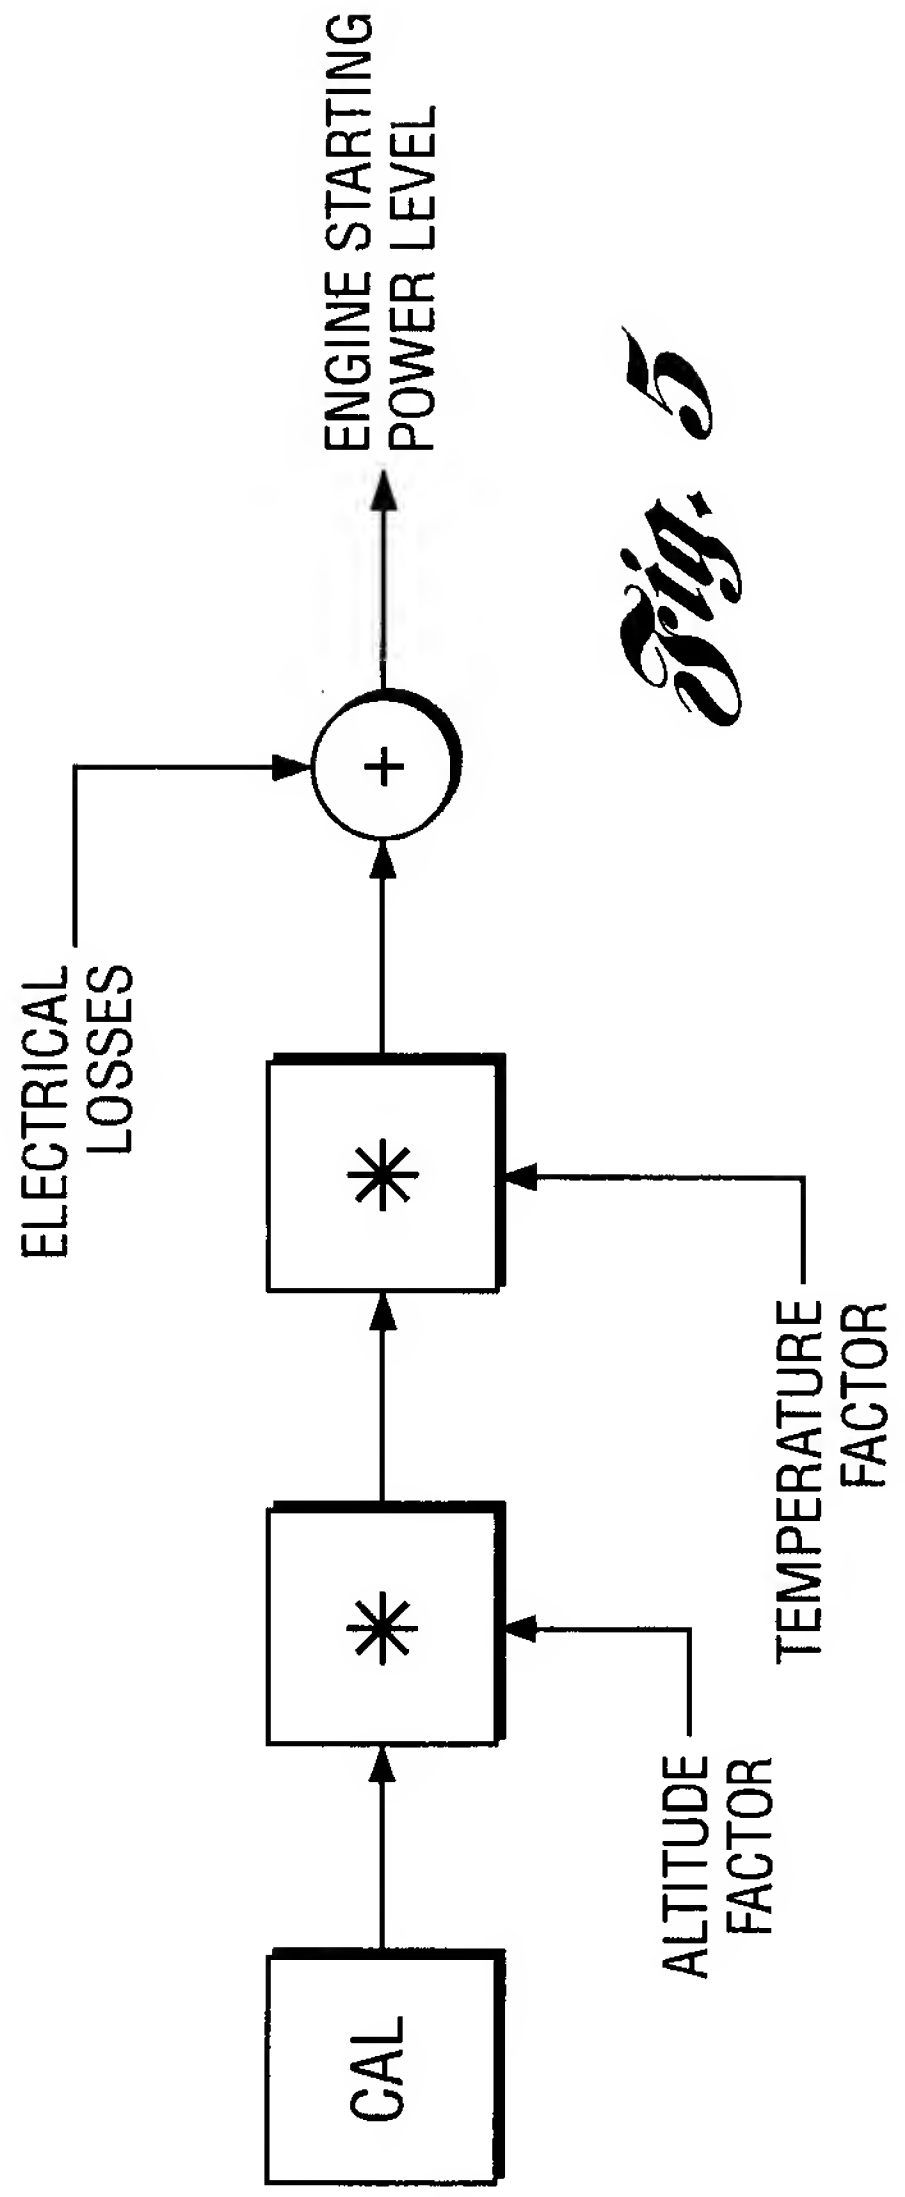 ELECTRICAL
LOSSES
CAL
*
*
+
ENGINE STARTING
POWER LEVEL
ALTITUDE
FACTOR
TEMPERATURE
FACTOR
Fig. 5